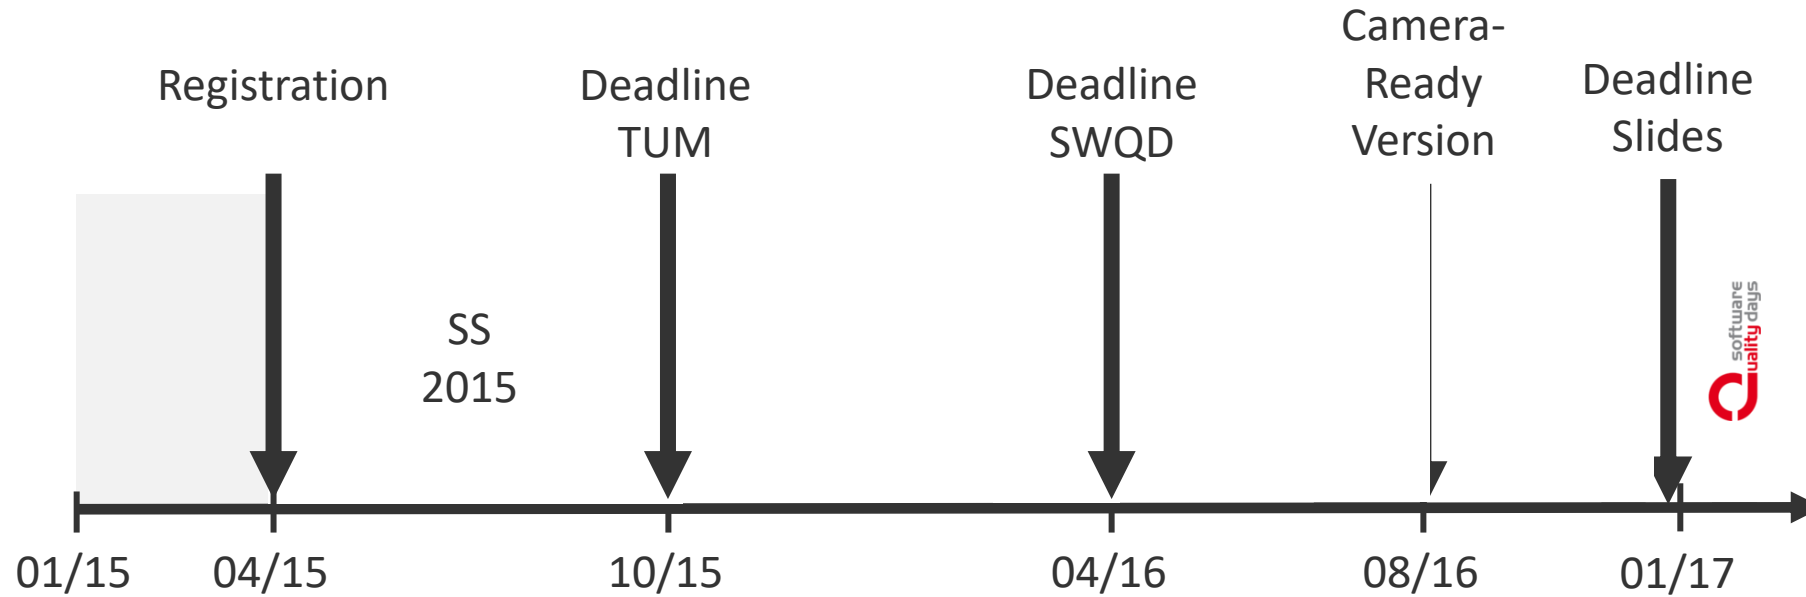 Registration
Deadline
TUM
Deadline
SWQD
Camera-
Ready
Version
Deadline
Slides
SS
2015
software
quality days
01/15
04/15
10/15
04/16
08/16
01/17